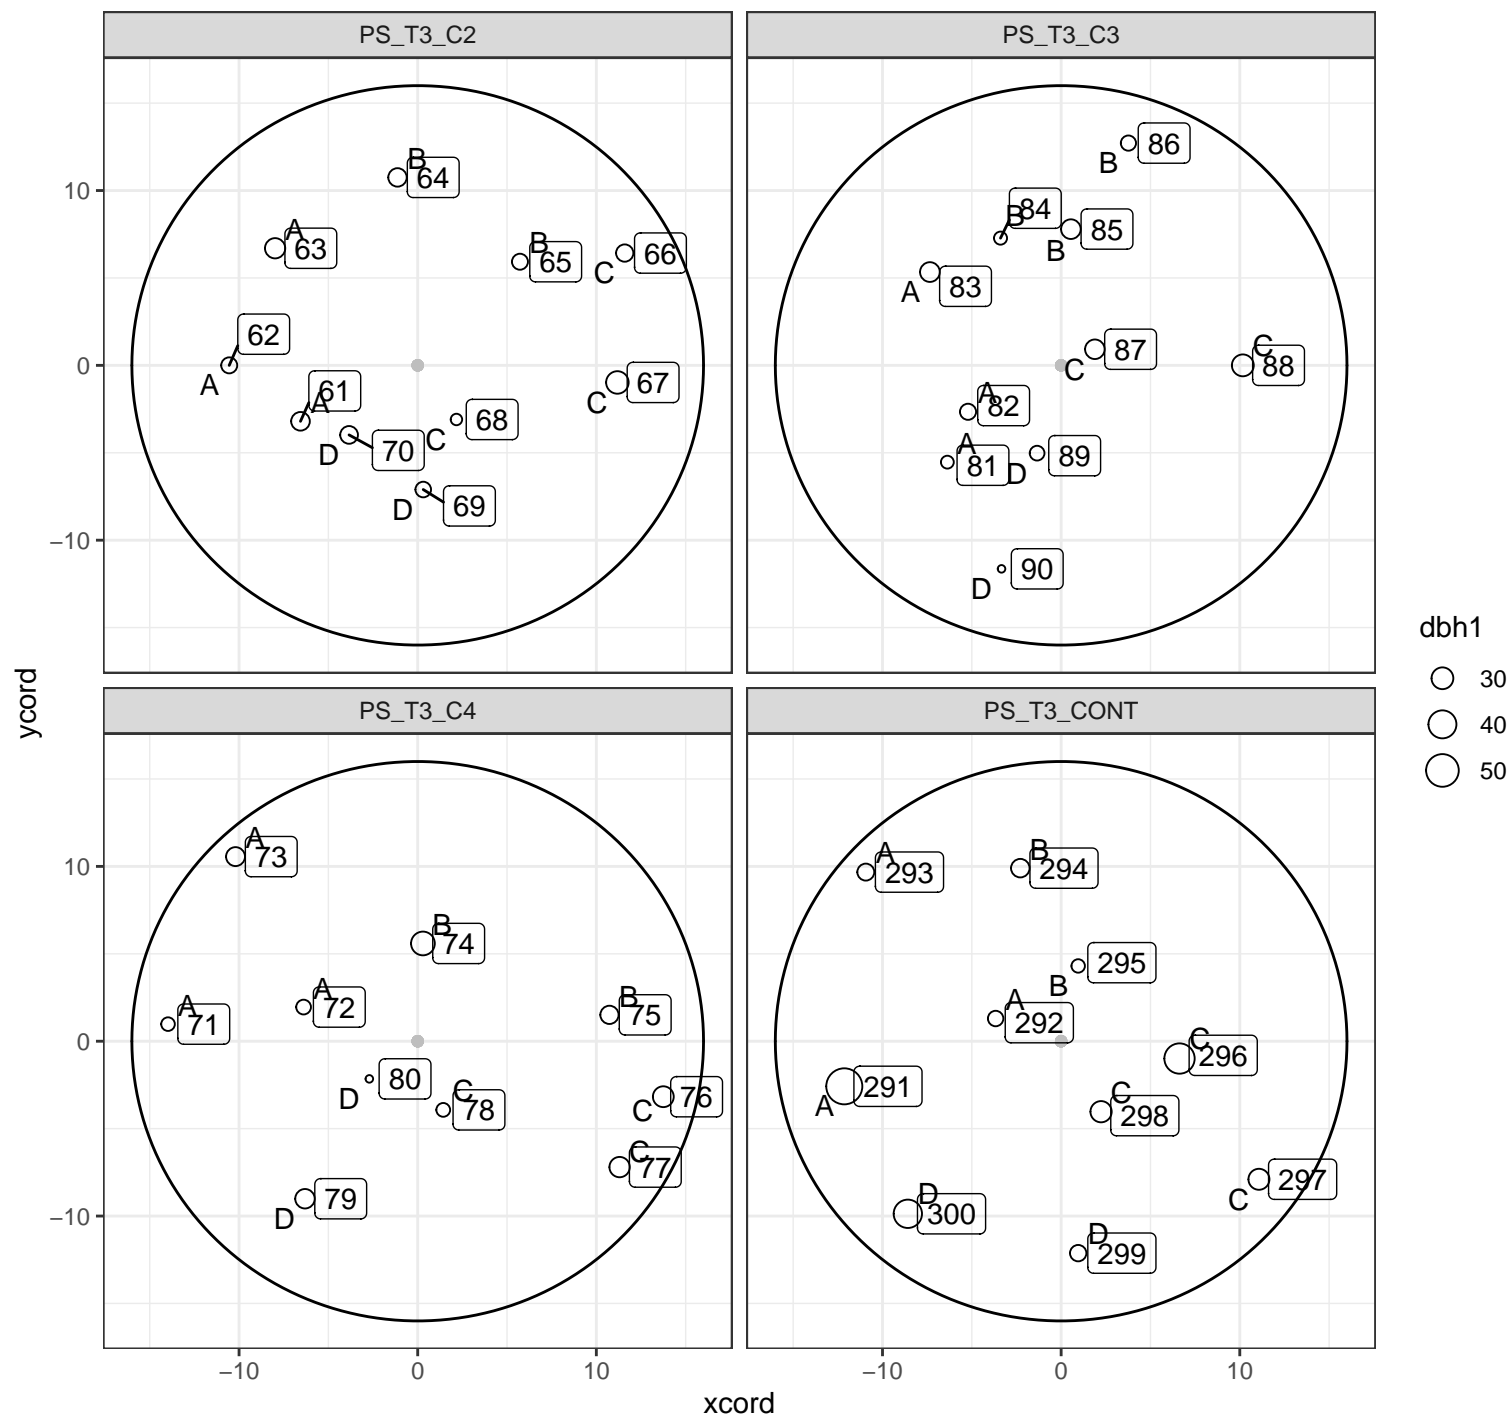 PS_T3_C2
PS_T3_C3
B
64
A
63
B
65
66
C
62
A
61
A
70
D
67
C
68
C
69
D
86
B
84
B
85
B
83
A
87
C
C
88
A
82
A
81
89
D
90
D
10
0
−10
PS_T3_C4
PS_T3_CONT
A
73
B
74
A
72
A
71
B
75
80
D
C
78
76
C
C
77
79
D
A
293
B
294
295
B
A
292
C
296
291
A
C
298
297
C
D
300
D
299
10
0
−10
−10 0 10
−10 0 10
xcord
ycord
dbh1
30
40
50